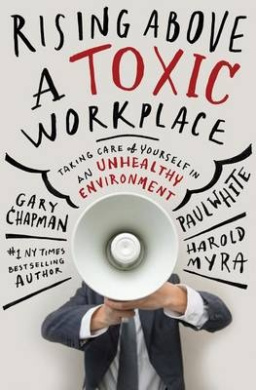 RISING ABOVE
A TOXIC
WORKPLACE
TAKING CARE of YOURSELF IN
AN UNHEALTHY
ENVIRONMENT
GARY
CHAPMAN
#1 NY TIMES
BESTSELLING
AUTHOR
PAUL WHITE
HAROLD
MYRA